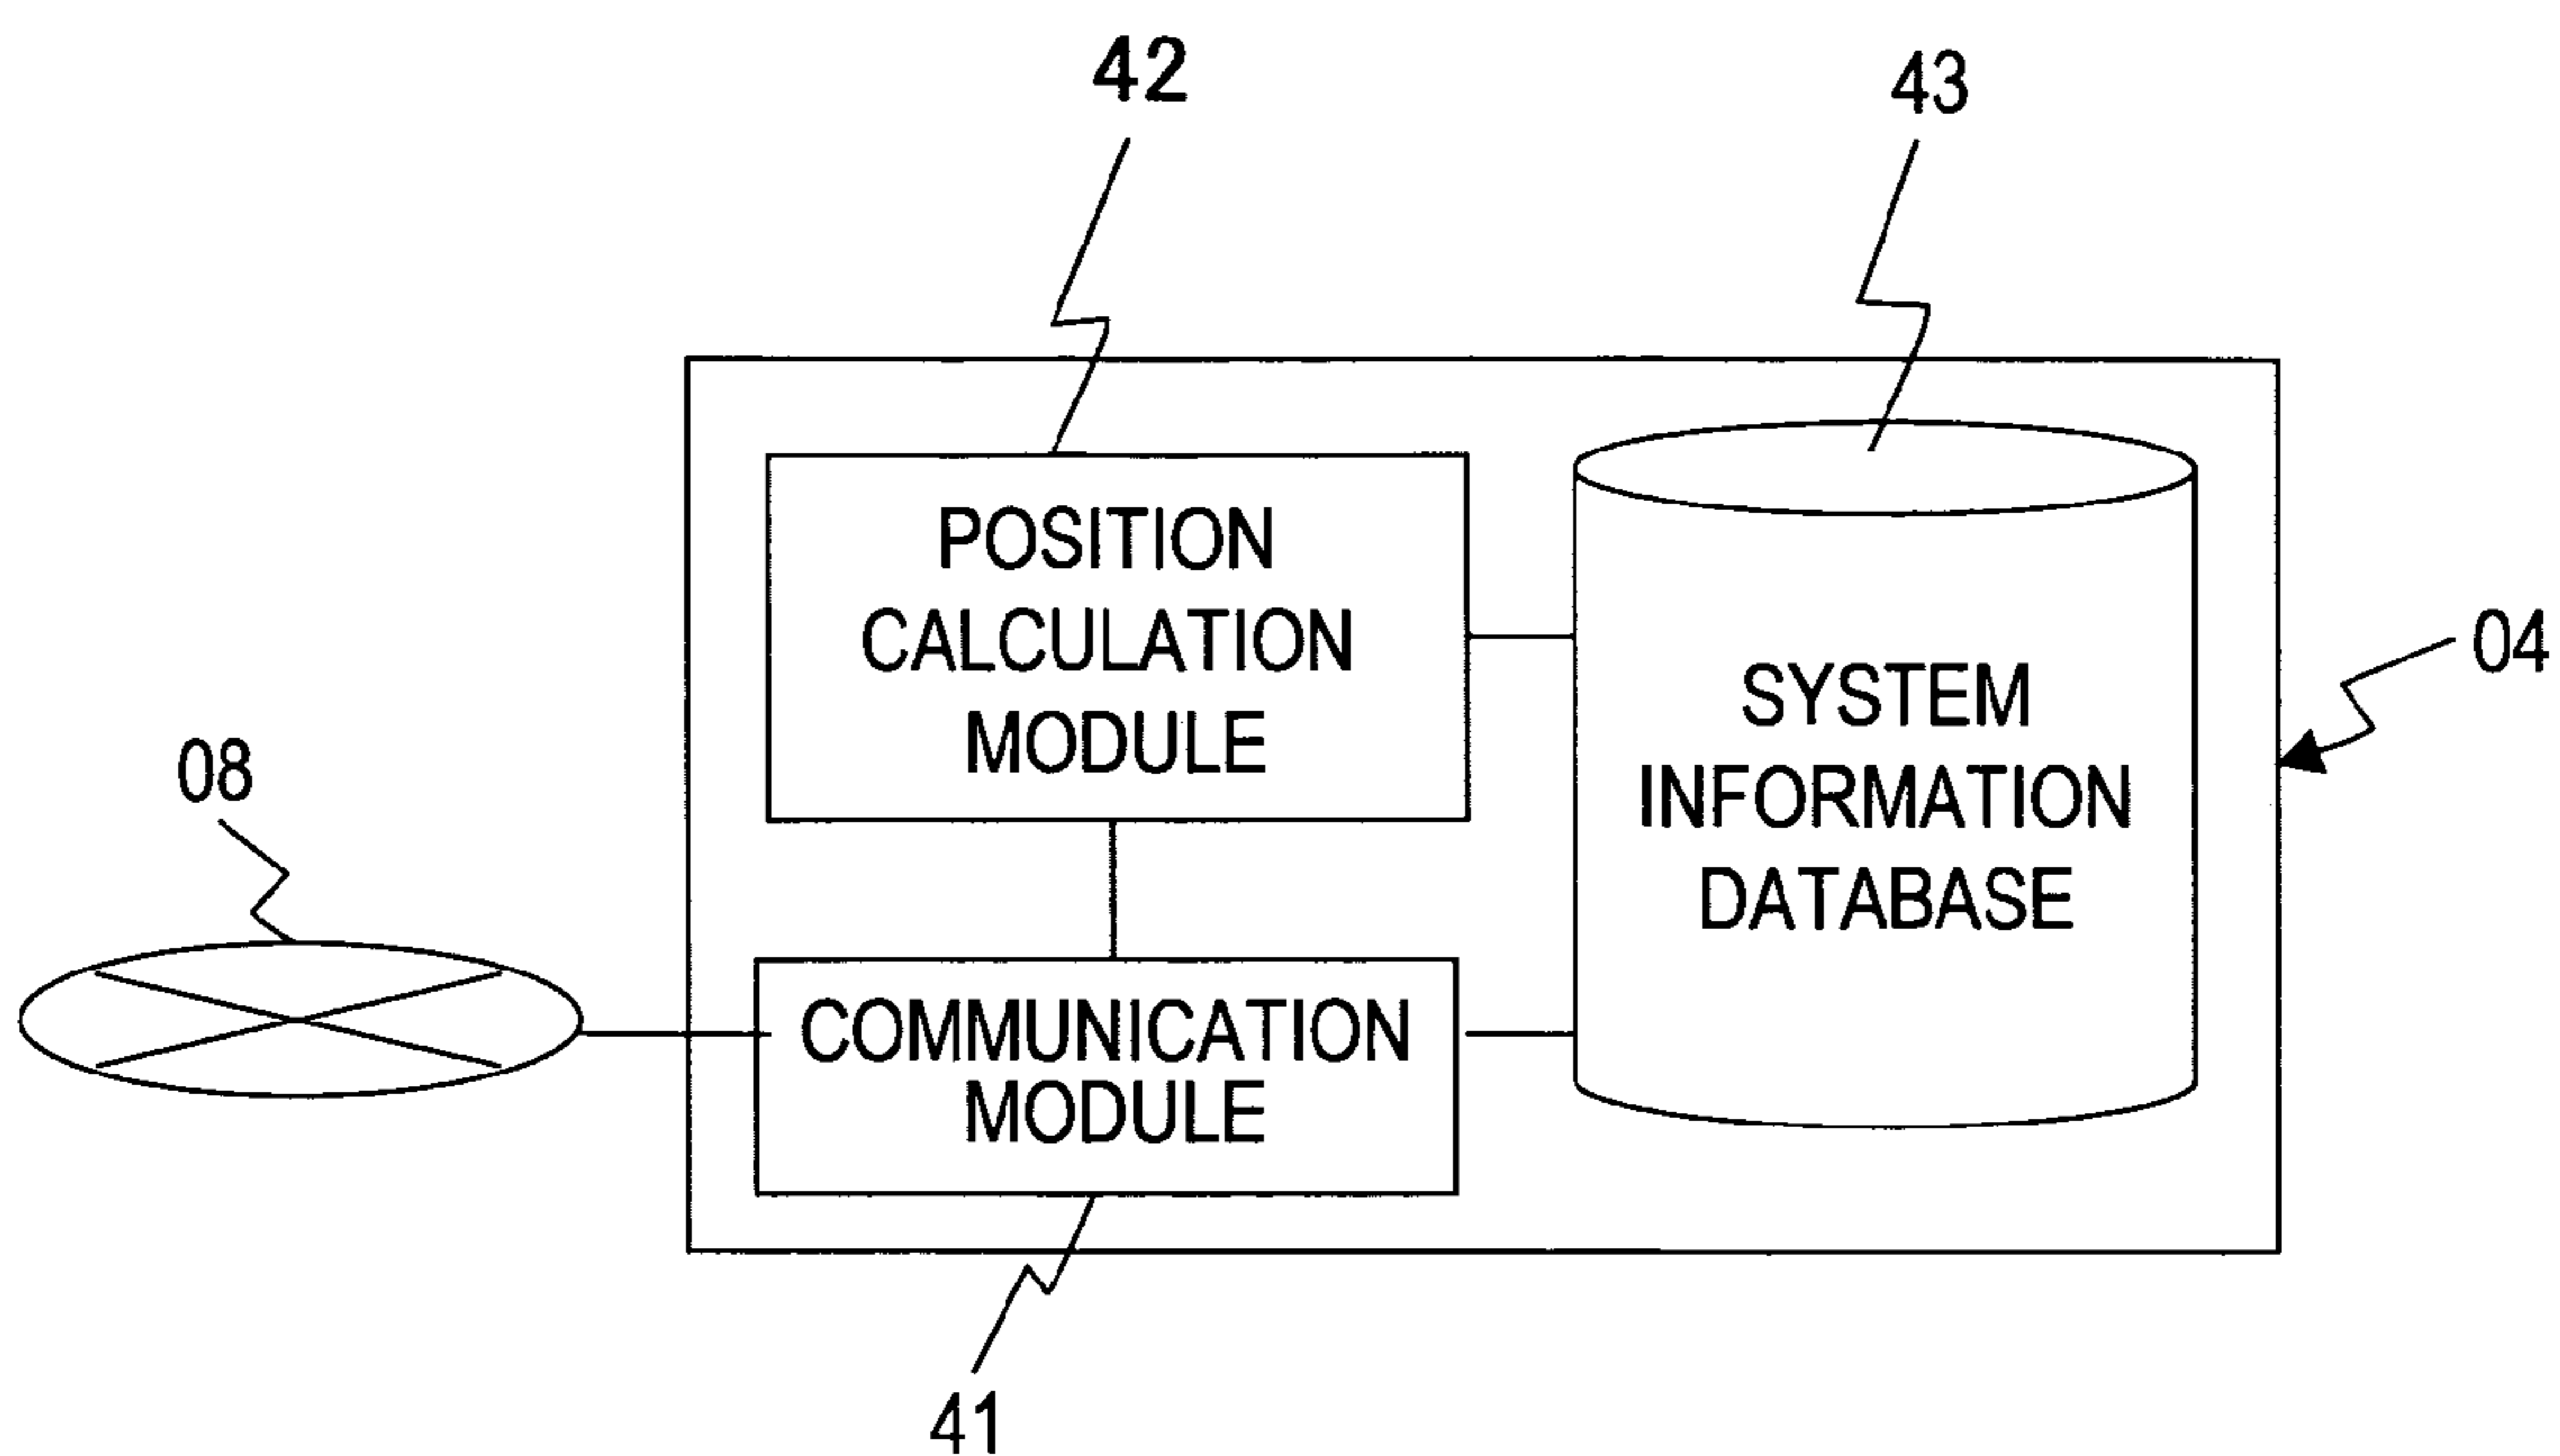 42
43
POSITION
CALCULATION
MODULE
SYSTEM
INFORMATION
DATABASE
04
08
COMMUNICATION
MODULE
41